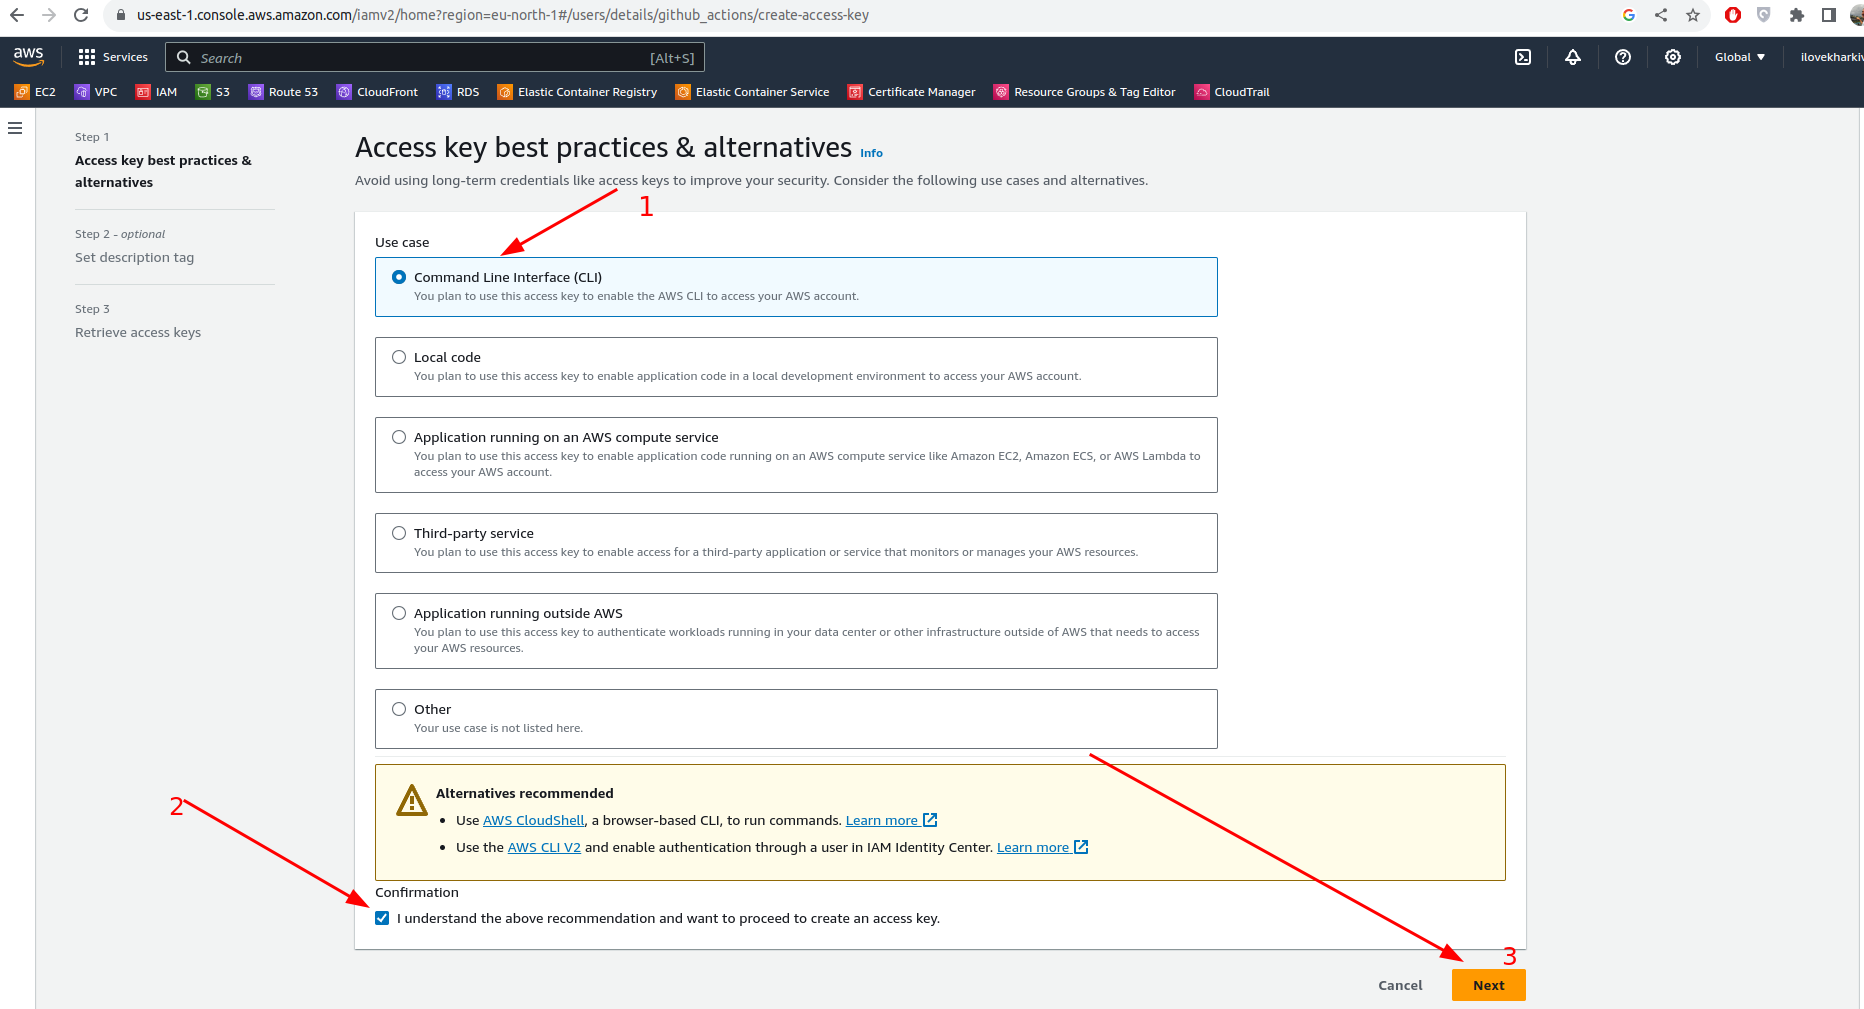 us-east-1.console.aws.amazon.com/iamv2/home?region=eu-north-1#/users/details/github_actions/create-access-key
aws
Services
Search
[Alt+S]
Global
ilovekharkiv
EC2
VPC
IAM
S3
Route 53
CloudFront
RDS
Elastic Container Registry
Elastic Container Service
Certificate Manager
Resource Groups & Tag Editor
CloudTrail
Step 1
Access key best practices &
alternatives
Step 2 - optional
Set description tag
Step 3
Retrieve access keys
Access key best practices & alternatives Info
Avoid using long-term credentials like access keys to improve your security. Consider the following use cases and alternatives.
1
Use case
Command Line Interface (CLI)
You plan to use this access key to enable the AWS CLI to access your AWS account.
Local code
You plan to use this access key to enable application code in a local development environment to access your AWS account.
Application running on an AWS compute service
You plan to use this access key to enable application code running on an AWS compute service like Amazon EC2, Amazon ECS, or AWS Lambda to
access your AWS account.
Third-party service
You plan to use this access key to enable access for a third-party application or service that monitors or manages your AWS resources.
Application running outside AWS
You plan to use this access key to authenticate workloads running in your data center or other infrastructure outside of AWS that needs to access
your AWS resources.
Other
Your use case is not listed here.
Alternatives recommended
• Use AWS CloudShell, a browser-based CLI, to run commands. Learn more
• Use the AWS CLI V2 and enable authentication through a user in IAM Identity Center. Learn more
2
Confirmation
I understand the above recommendation and want to proceed to create an access key.
3
Cancel
Next